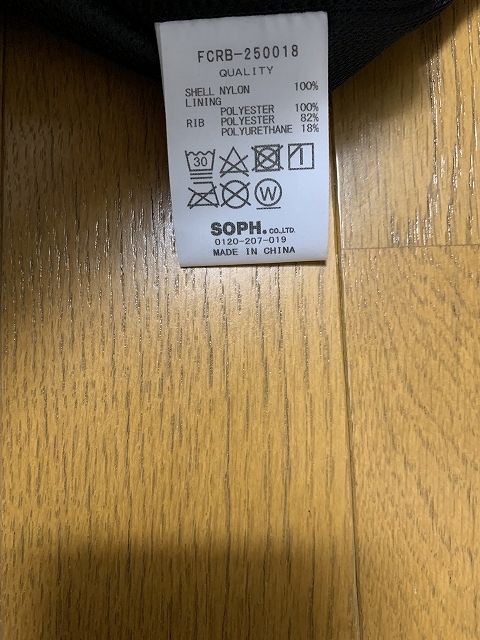 FCRB-250018
QUALITY
SHELL NYLON 100%
LINING
POLYESTER 100%
RIB POLYESTER 82%
POLYURETHANE 18%
30
W
SOPH. CO.,LTD.
0120-207-019
MADE IN CHINA